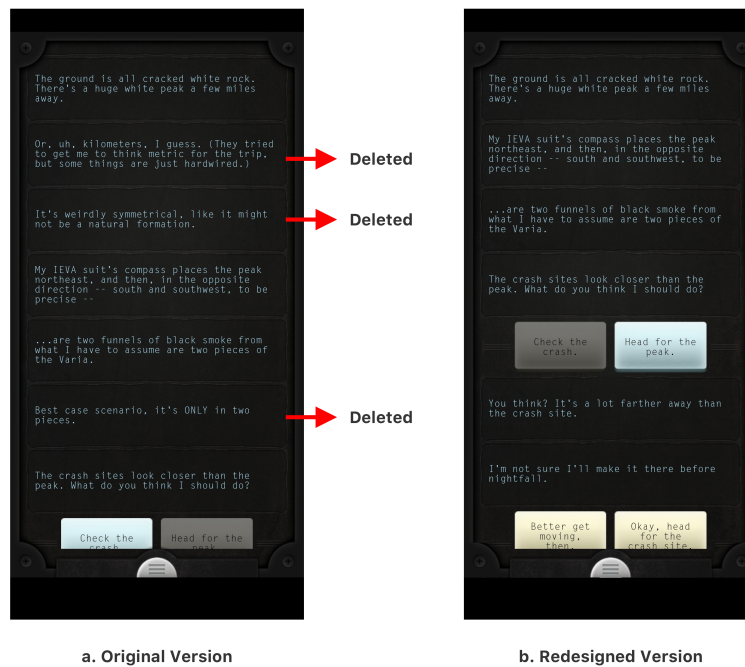 The ground is all cracked white rock.
There's a huge white peak a few miles
away.
Or, uh, kilometers, I guess. (They tried
to get me to think metric for the trip,
but some things are just hardwired.)
Deleted
It's weirdly symmetrical, like it might
not be a natural formation.
Deleted
My IEVA suit's compass places the peak
northeast, and then, in the opposite
direction -- south and southwest, to be
precise --
...are two funnels of black smoke from
what I have to assume are two pieces of
the Varia.
Best case scenario, it's ONLY in two
pieces.
Deleted
The crash sites look closer than the
peak. What do you think I should do?
Check the
crash.
Head for the
peak.
a. Original Version
The ground is all cracked white rock.
There's a huge white peak a few miles
away.
My IEVA suit's compass places the peak
northeast, and then, in the opposite
direction -- south and southwest, to be
precise --
...are two funnels of black smoke from
what I have to assume are two pieces of
the Varia.
The crash sites look closer than the
peak. What do you think I should do?
Check the
crash.
Head for the
peak.
You think? It's a lot farther away than
the crash site.
I'm not sure I'll make it there before
nightfall.
Better get
moving,
then.
Okay, head
for the
crash site.
b. Redesigned Version